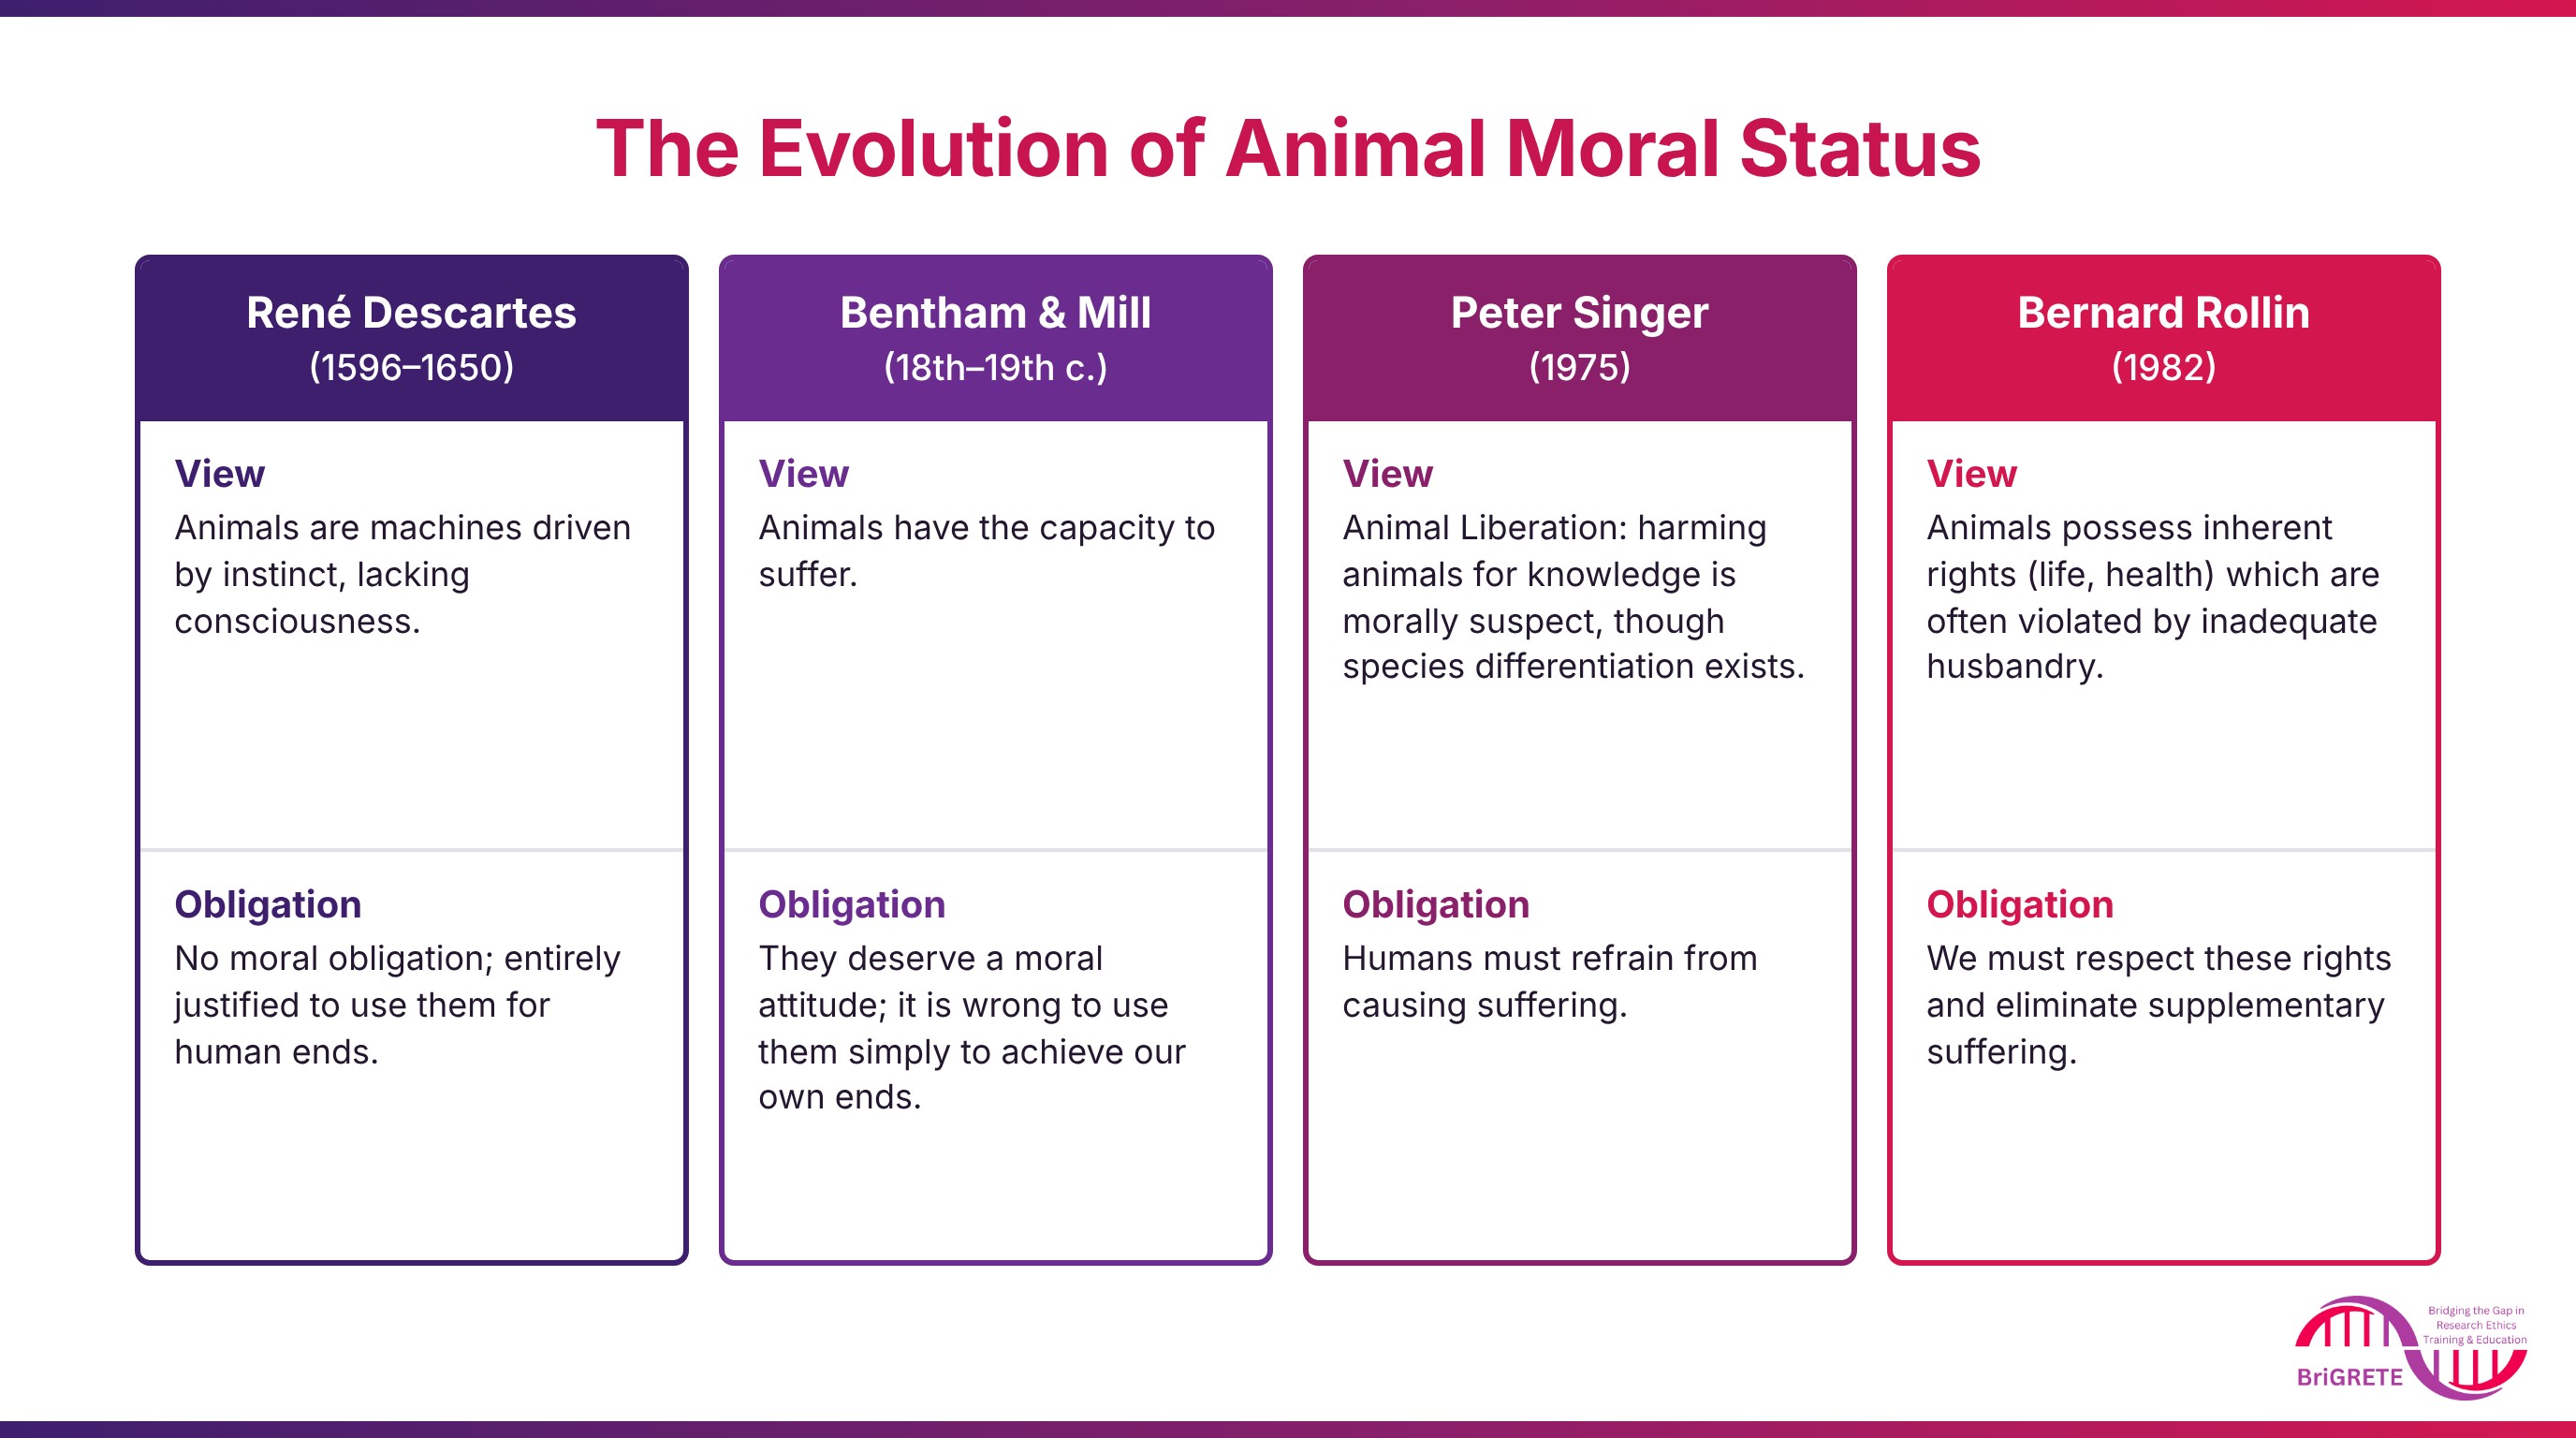 The Evolution of Animal Moral Status
René Descartes
(1596–1650)
View
Animals are machines driven
by instinct, lacking
consciousness.
Obligation
No moral obligation; entirely
justified to use them for
human ends.
Bentham & Mill
(18th–19th c.)
View
Animals have the capacity to
suffer.
Obligation
They deserve a moral
attitude; it is wrong to use
them simply to achieve our
own ends.
Peter Singer
(1975)
View
Animal Liberation: harming
animals for knowledge is
morally suspect, though
species differentiation exists.
Obligation
Humans must refrain from
causing suffering.
Bernard Rollin
(1982)
View
Animals possess inherent
rights (life, health) which are
often violated by inadequate
husbandry.
Obligation
We must respect these rights
and eliminate supplementary
suffering.
Bridging the Gap in
Research Ethics
Training & Education
BriGRETE